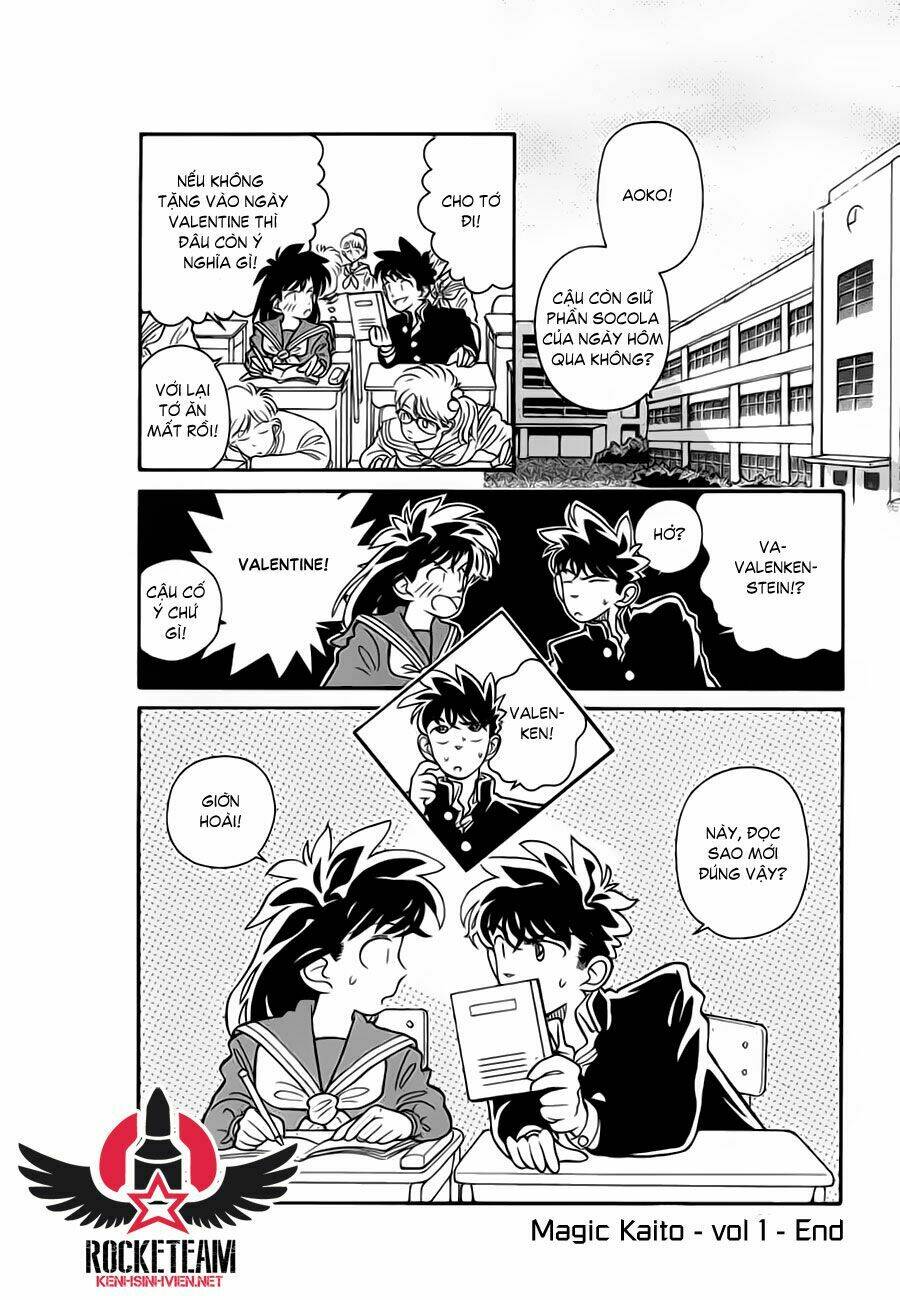 AOKO!
CẬU CÒN GIỮ
PHẦN SOCOLA
CỦA NGÀY HÔM
QUA KHÔNG?
CHO TỚ
ĐI!
NẾU KHÔNG
TẶNG VÀO NGÀY
VALENTINE THÌ
ĐÂU CÒN Ý
NGHĨA GÌ!
VỚI LẠI
TỚ ĂN
MẤT RỒI!
VA-
VALENKEN-
STEIN!?
HỞ?
VALENTINE!
CẬU CỐ
Ý CHỨ
GÌ!
VALEN-
KEN!
NÀY, ĐỌC
SAO MỚI
ĐÚNG VẬY?
GIỠN
HOÀI!
ROCKETEAM
KENHSINHVIEN.NET
Magic Kaito - vol 1 - End